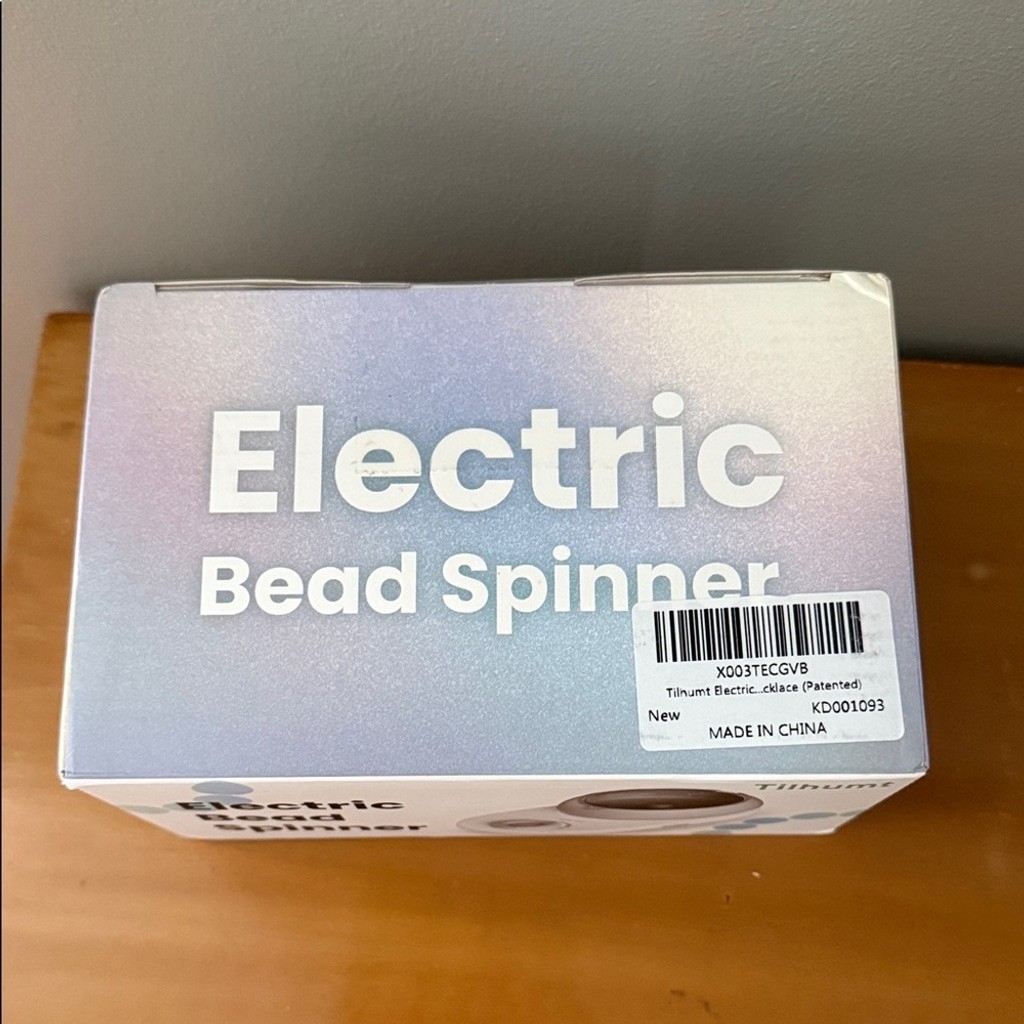 Electric
Bead Spinner
X003TECGVB
Tilhumt Electric...cklace (Patented)
New KD001093
MADE IN CHINA
Tilhumt
Electric
Bead
Spinner